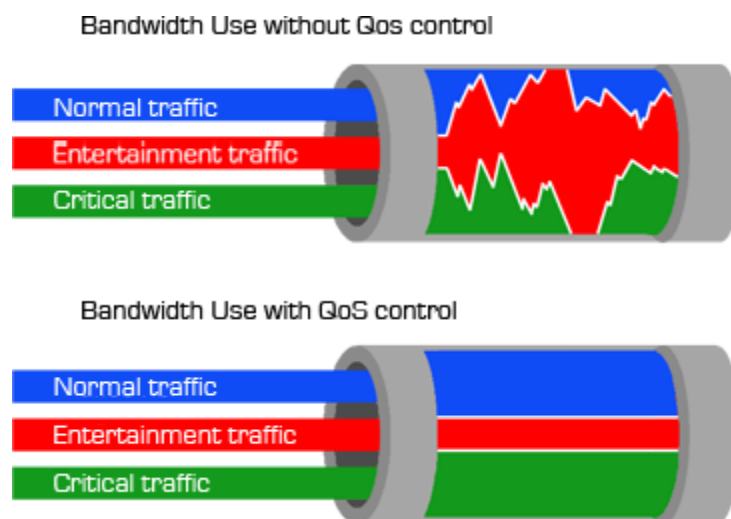 Bandwidth Use without Qos control
Normal traffic
Entertainment traffic
Critical traffic
Bandwidth Use with QoS control
Normal traffic
Entertainment traffic
Critical traffic